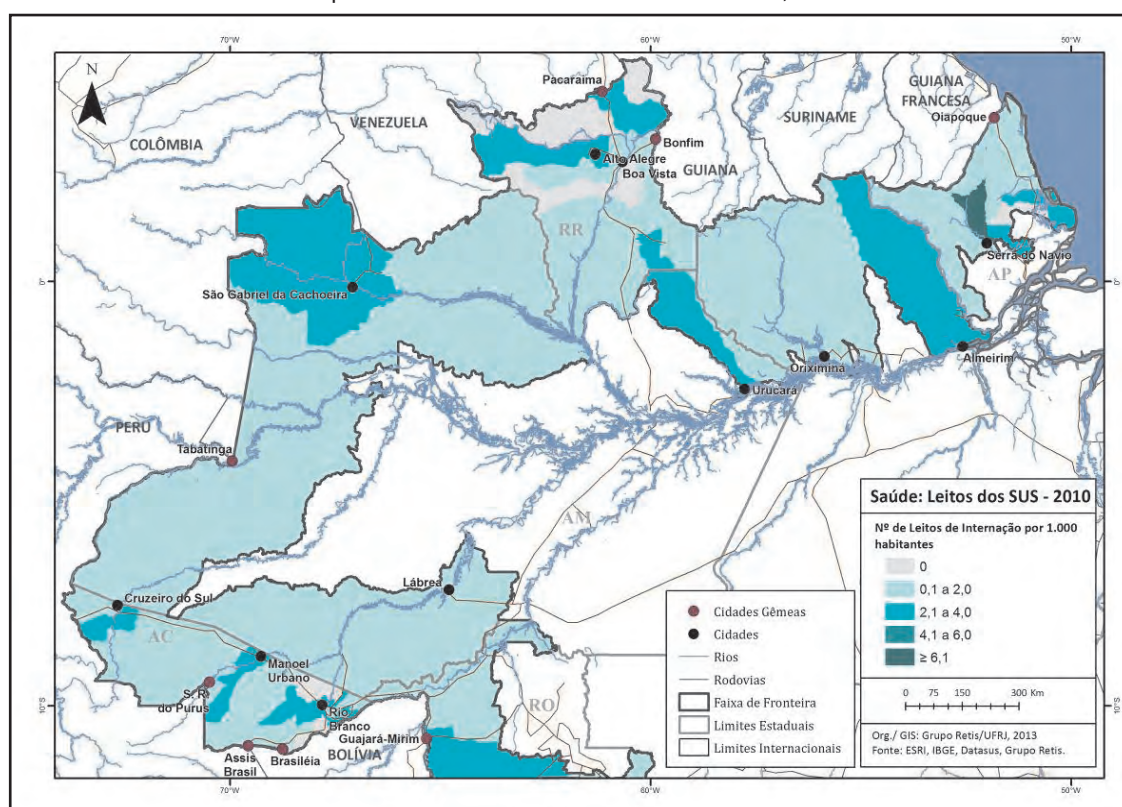 70°W
60°W
50°W
N
Pacaraima
GUIANA
FRANCESA
Oiapoque
SURINAME
VENEZUELA
COLÔMBIA
Bonfim
Alto Alegre
Boa Vista
GUIANA
RR
Serra do Navio
AP
São Gabriel da Cachoeira
0°
0°
Almeirim
Oriximiná
Urucará
PERU
Tabatinga
AM
Lábrea
Cruzeiro do Sul
AC
Manoel
Urbano
S. R.
do Purus
Rio
Branco
Guajará-Mirim
RO
10°S
10°S
Assis
Brasil
Brasiléia
BOLÍVIA
Saúde: Leitos dos SUS - 2010
Nº de Leitos de Internação por 1.000
habitantes
0
0,1 a 2,0
2,1 a 4,0
4,1 a 6,0
≥ 6,1
Cidades Gêmeas
Cidades
Rios
Rodovias
Faixa de Fronteira
Limites Estaduais
Limites Internacionais
0 75 150 300 Km
Org./ GIS: Grupo Retis/UFRJ, 2013
Fonte: ESRI, IBGE, Datasus, Grupo Retis.
70°W
60°W
50°W